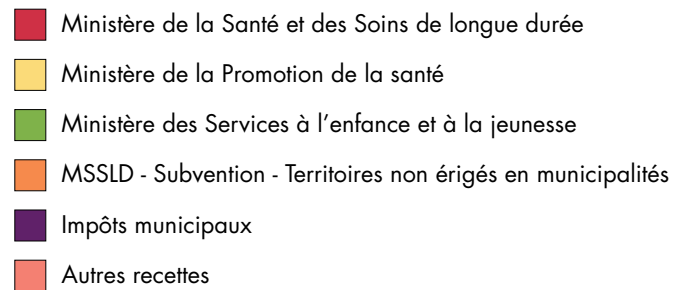 Ministère de la Santé et des Soins de longue durée
Ministère de la Promotion de la santé
Ministère des Services à l'enfance et à la jeunesse
MSSLD - Subvention - Territoires non érigés en municipalités
Impôts municipaux
Autres recettes